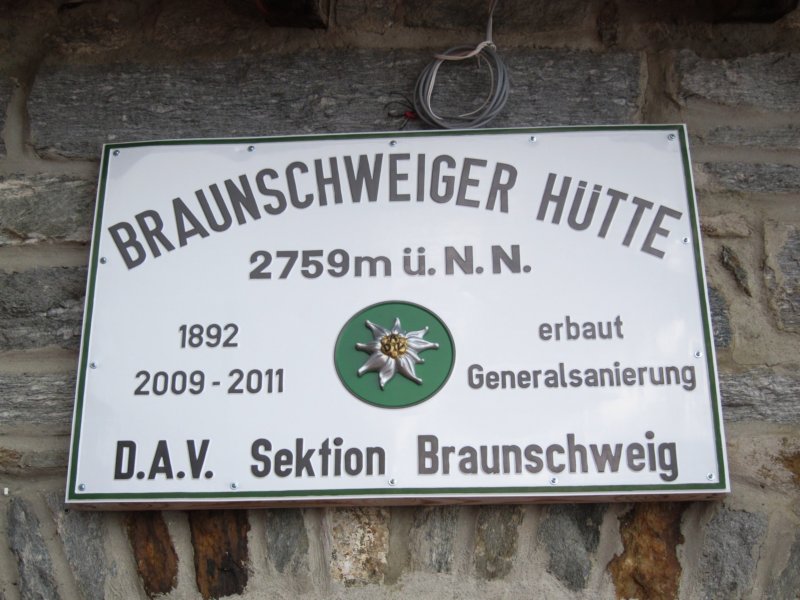 BRAUNSCHWEIGER HÜTTE
2759m ü.N.N.
1892 erbaut
2009-2011 Generalsanierung
D.A.V. Sektion Braunschweig